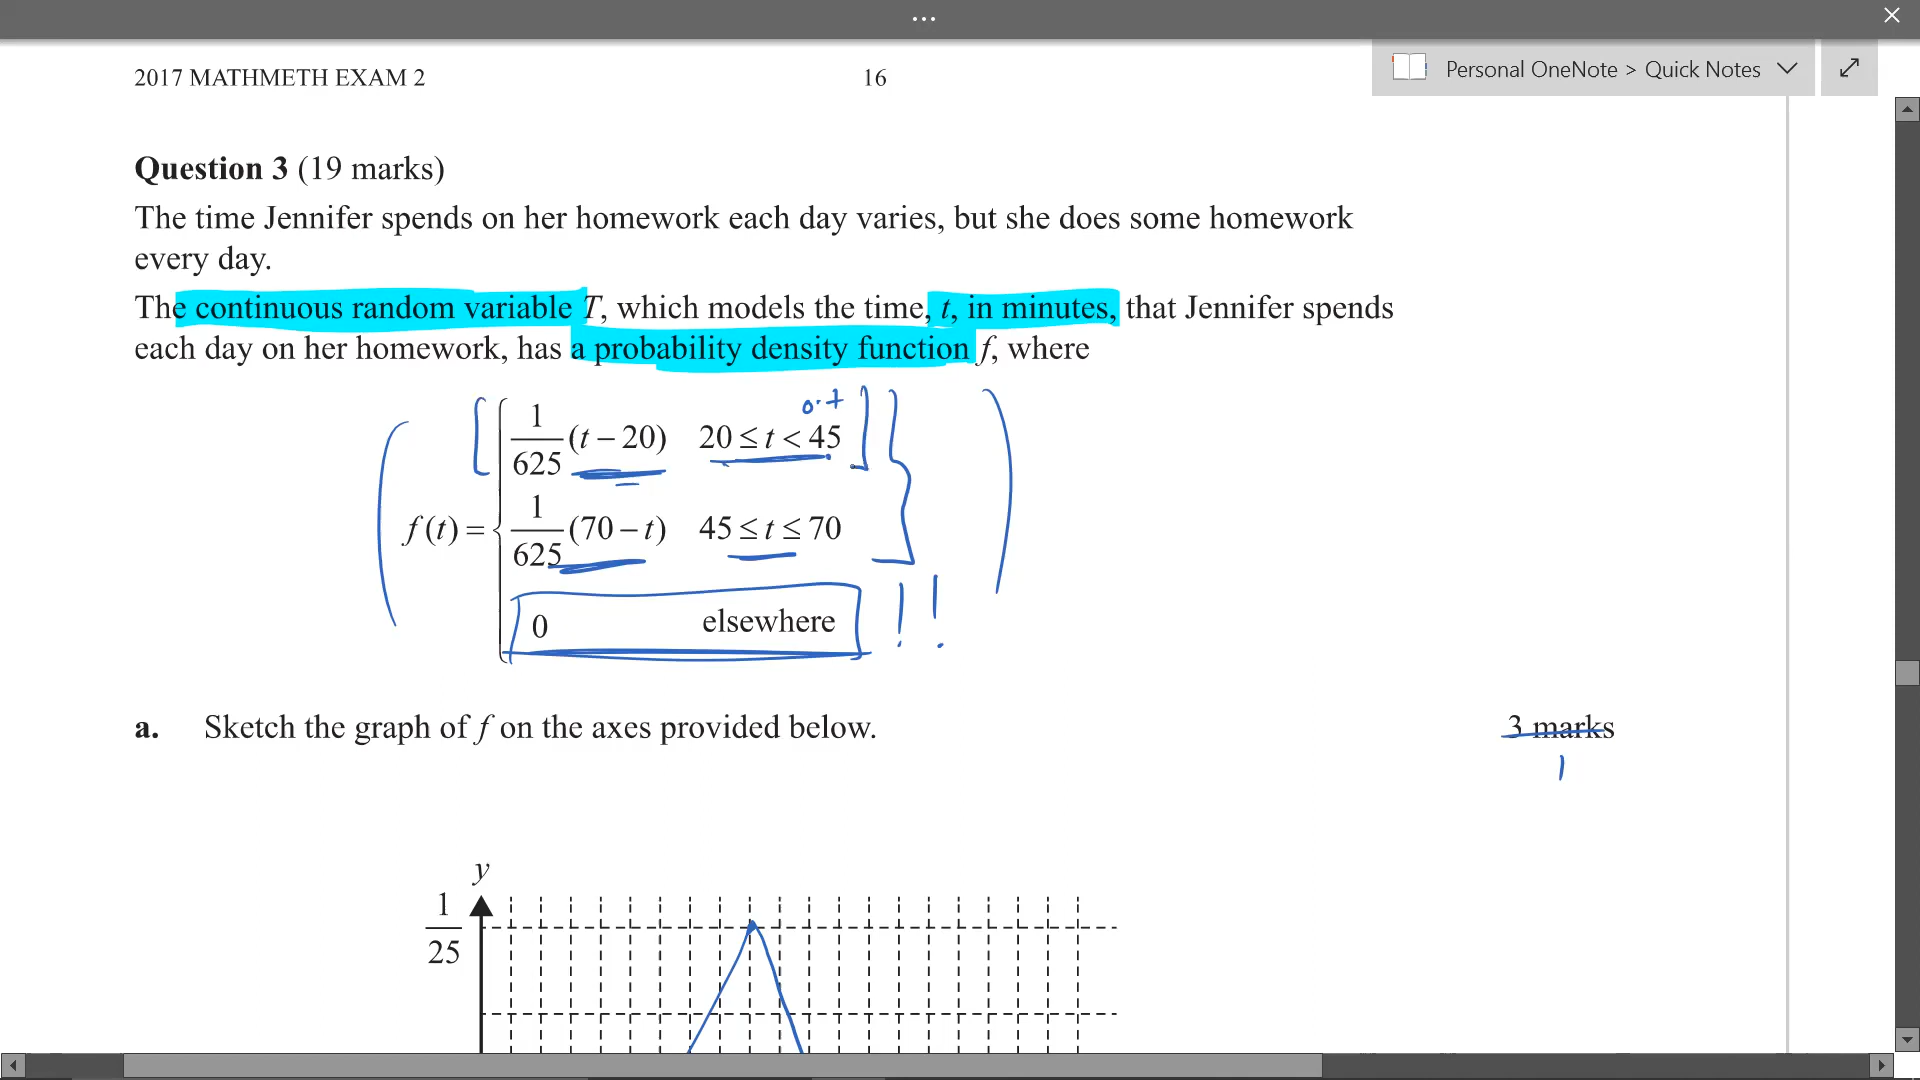 Personal OneNote > Quick Notes
2017 MATHMETH EXAM 2 16
Question 3 (19 marks)
The time Jennifer spends on her homework each day varies, but she does some homework
every day.
The continuous random variable T, which models the time, t, in minutes, that Jennifer spends
each day on her homework, has a probability density function f, where
1/625 (t – 20) 20 ≤ t < 45
f(t) = 1/625 (70 – t) 45 ≤ t ≤ 70
0 elsewhere !!
a. Sketch the graph of f on the axes provided below. 3 marks
1
y
1/25